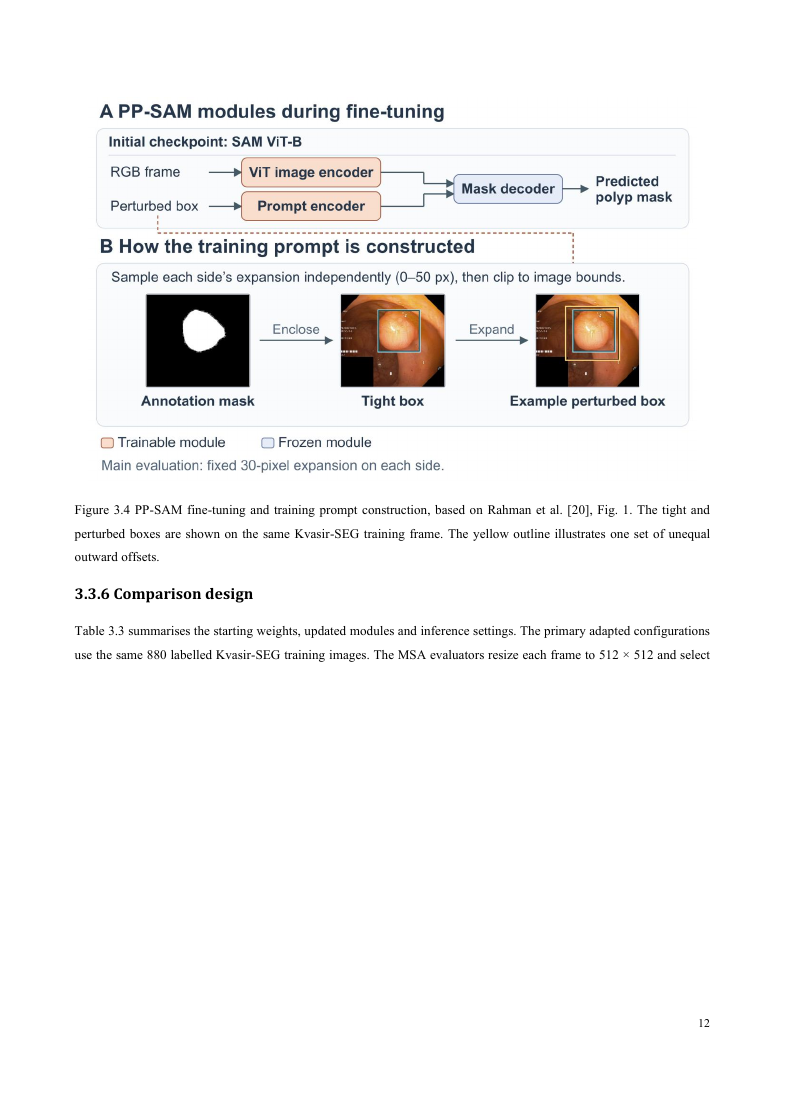 A PP-SAM modules during fine-tuning
Initial checkpoint: SAM ViT-B
RGB frame
ViT image encoder
Perturbed box
Prompt encoder
Mask decoder
Predicted
polyp mask
B How the training prompt is constructed
Sample each side’s expansion independently (0–50 px), then clip to image bounds.
Enclose
Expand
Annotation mask
Tight box
Example perturbed box
Trainable module
Frozen module
Main evaluation: fixed 30-pixel expansion on each side.
Figure 3.4 PP-SAM fine-tuning and training prompt construction, based on Rahman et al. [20], Fig. 1. The tight and
perturbed boxes are shown on the same Kvasir-SEG training frame. The yellow outline illustrates one set of unequal
outward offsets.
3.3.6 Comparison design
Table 3.3 summarises the starting weights, updated modules and inference settings. The primary adapted configurations
use the same 880 labelled Kvasir-SEG training images. The MSA evaluators resize each frame to 512 × 512 and select
12